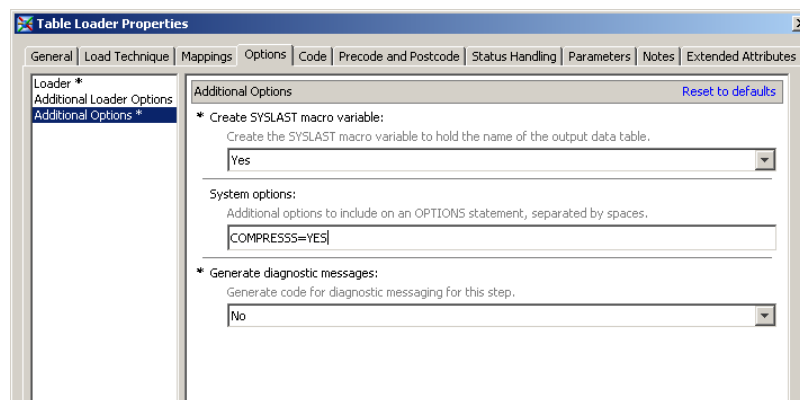 Table Loader Properties
General Load Technique Mappings Options Code Precode and Postcode Status Handling Parameters Notes Extended Attributes
Loader *
Additional Loader Options
Additional Options *
Additional Options Reset to defaults
* Create SYSLAST macro variable:
Create the SYSLAST macro variable to hold the name of the output data table.
Yes
System options:
Additional options to include on an OPTIONS statement, separated by spaces.
COMPRESSS=YES
* Generate diagnostic messages:
Generate code for diagnostic messaging for this step.
No